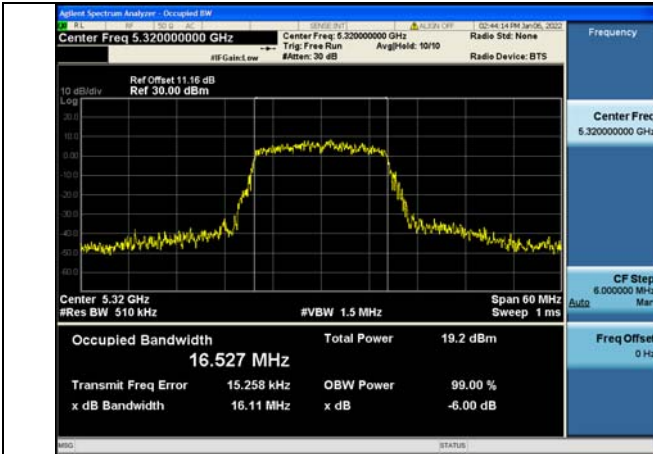 Agilent Spectrum Analyzer - Occupied BW
RL RF 50 Ω AC SENSE:INT ALIGN OFF 02:44:14 PM Jan 06, 2022
Center Freq 5.320000000 GHz
Center Freq: 5.320000000 GHz
Radio Std: None
Trig: Free Run Avg|Hold: 10/10
#IFGain:Low #Atten: 30 dB Radio Device: BTS
Ref Offset 11.16 dB
10 dB/div Ref 30.00 dBm
Log
20.0
10.0
0.00
-10.0
-20.0
-30.0
-40.0
-50.0
-60.0
Center 5.32 GHz Span 60 MHz
#Res BW 510 kHz #VBW 1.5 MHz Sweep 1 ms
Occupied Bandwidth Total Power 19.2 dBm
16.527 MHz
Transmit Freq Error 15.258 kHz OBW Power 99.00 %
x dB Bandwidth 16.11 MHz x dB -6.00 dB
MSG STATUS
Frequency
Center Freq
5.320000000 GHz
CF Step
6.000000 MHz
Auto Man
Freq Offset
0 Hz